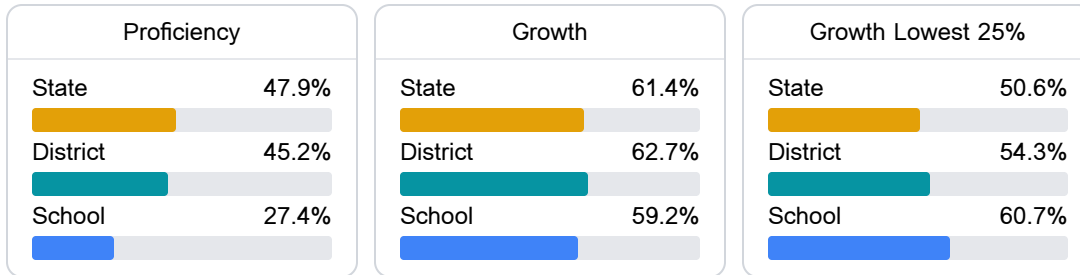 Proficiency
State 47.9%
District 45.2%
School 27.4%
Growth
State 61.4%
District 62.7%
School 59.2%
Growth Lowest 25%
State 50.6%
District 54.3%
School 60.7%